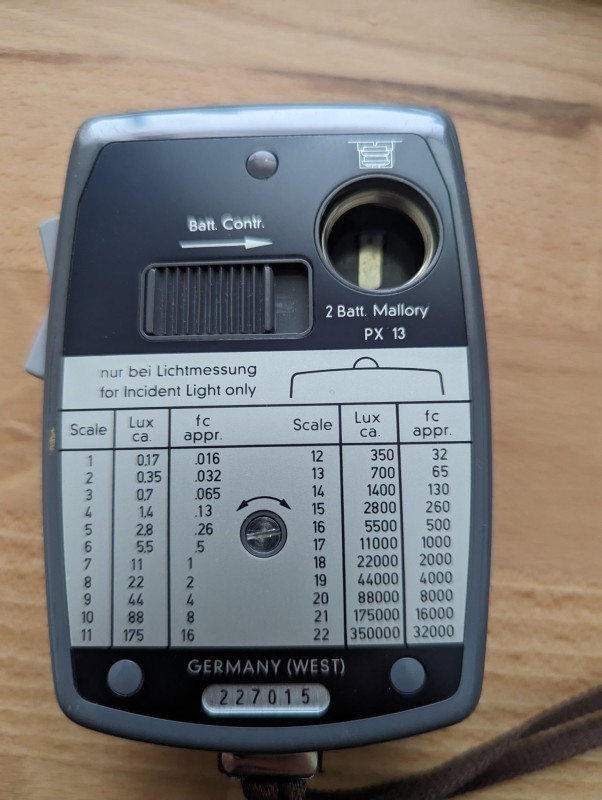 Batt. Contr.
2 Batt. Mallory
PX 13
nur bei Lichtmessung
for Incident Light only
Scale Lux ca. fc appr. Scale Lux ca. fc appr.
1 0,17 .016 12 350 32
2 0,35 .032 13 700 65
3 0,7 .065 14 1400 130
4 1,4 .13 15 2800 260
5 2,8 .26 16 5500 500
6 5,5 .5 17 11000 1000
7 11 1 18 22000 2000
8 22 2 19 44000 4000
9 44 4 20 88000 8000
10 88 8 21 175000 16000
11 175 16 22 350000 32000
GERMANY (WEST)
227015